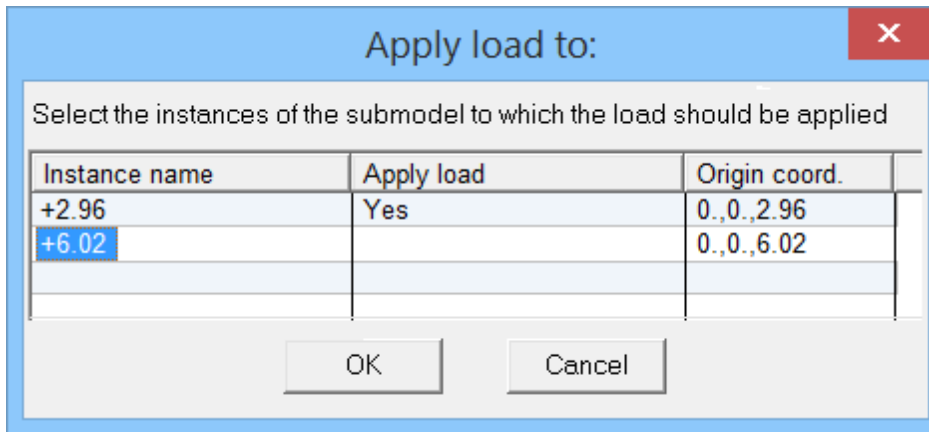 Apply load to:
Select the instances of the submodel to which the load should be applied
Instance name Apply load Origin coord.
+2.96 Yes 0.,0.,2.96
+6.02 0.,0.,6.02
OK Cancel